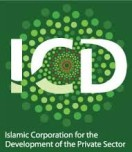 ICD
Islamic Corporation for the
Development of the Private Sector